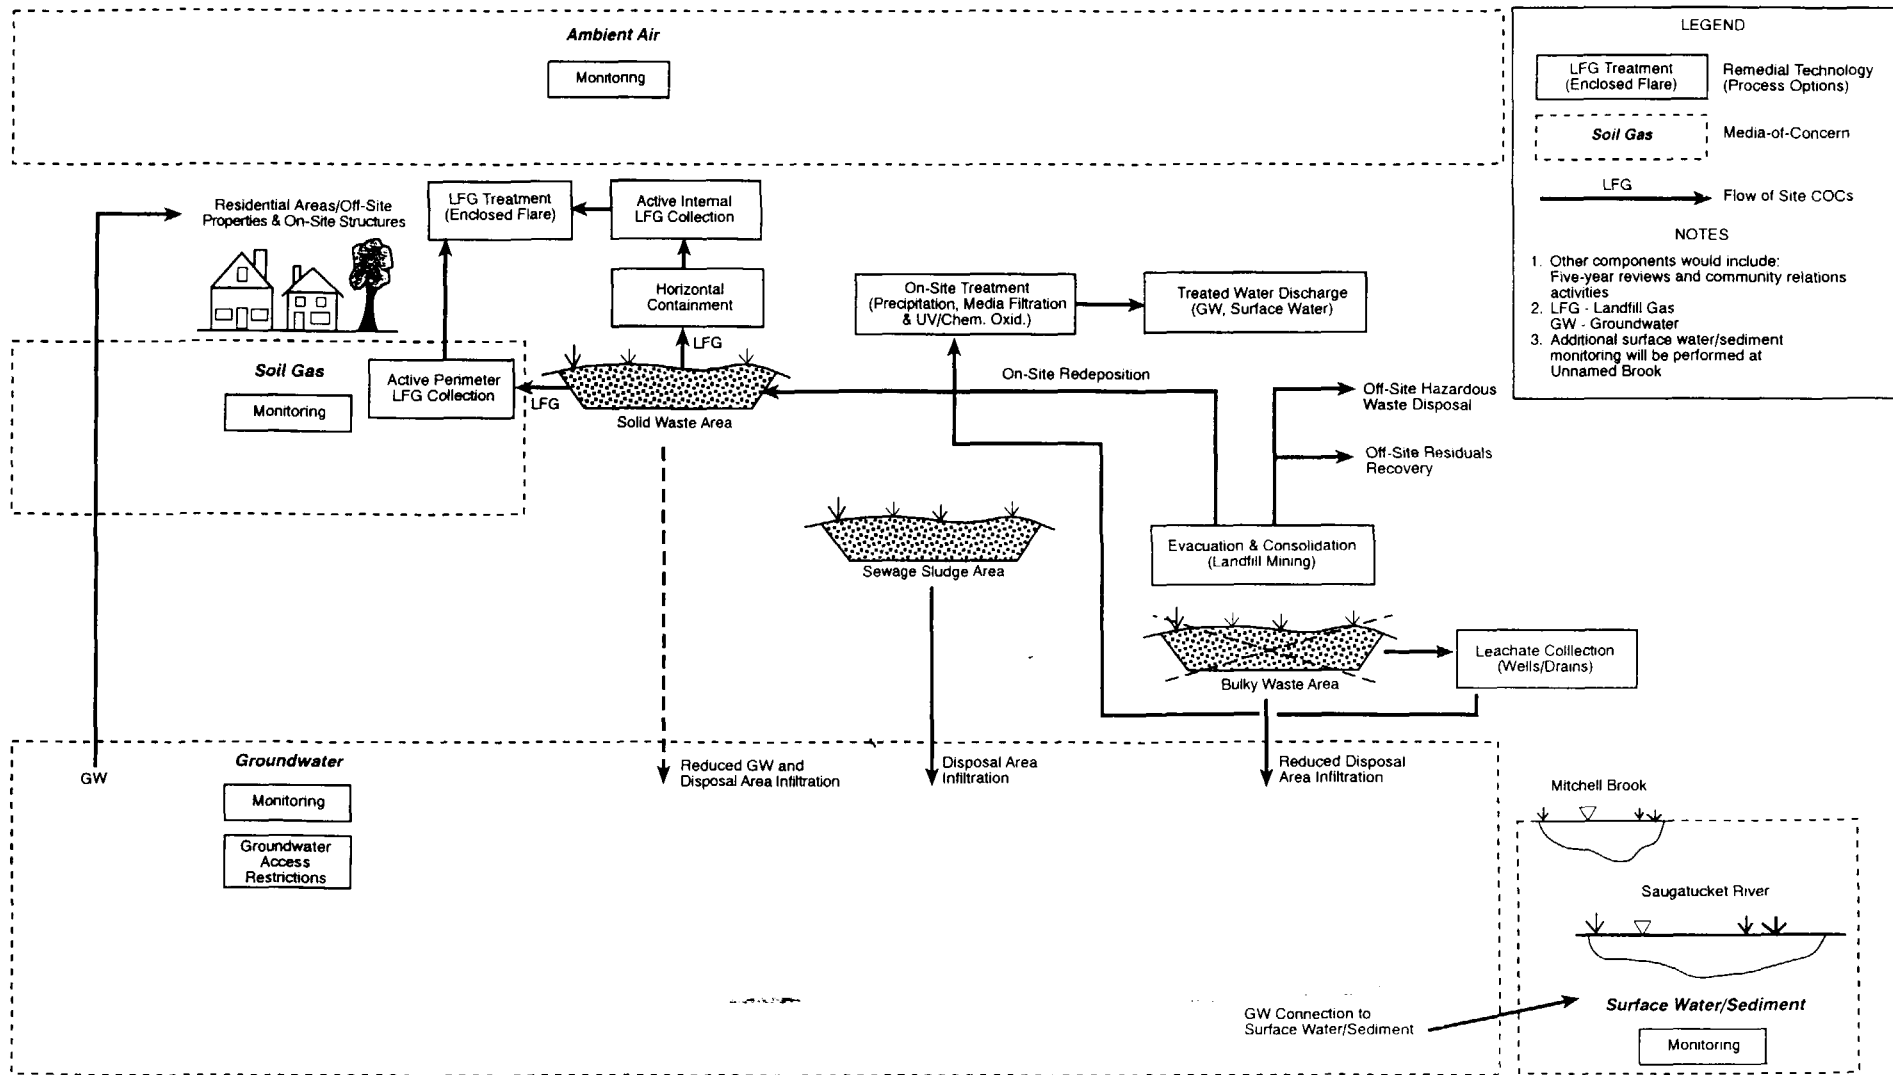 Ambient Air
Monitoring
LEGEND
LFG Treatment
(Enclosed Flare)
Remedial Technology
(Process Options)
Soil Gas
Media-of-Concern
LFG
Flow of Site COCs
NOTES
1. Other components would include:
Five-year reviews and community relations
activities
2. LFG - Landfill Gas
GW - Groundwater
3. Additional surface water/sediment
monitoring will be performed at
Unnamed Brook
Residential Areas/Off-Site
Properties & On-Site Structures
LFG Treatment
(Enclosed Flare)
Active Internal
LFG Collection
Horizontal
Containment
LFG
On-Site Treatment
(Precipitation, Media Filtration
& UV/Chem. Oxid.)
Treated Water Discharge
(GW, Surface Water)
Soil Gas
Monitoring
Active Perimeter
LFG Collection
LFG
Solid Waste Area
On-Site Redeposition
Off-Site Hazardous
Waste Disposal
Off-Site Residuals
Recovery
Sewage Sludge Area
Evacuation & Consolidation
(Landfill Mining)
Bulky Waste Area
Leachate Colllection
(Wells/Drains)
GW
Groundwater
Monitoring
Groundwater
Access
Restrictions
Reduced GW and
Disposal Area Infiltration
Disposal Area
Infiltration
Reduced Disposal
Area Infiltration
Mitchell Brook
Saugatucket River
GW Connection to
Surface Water/Sediment
Surface Water/Sediment
Monitoring